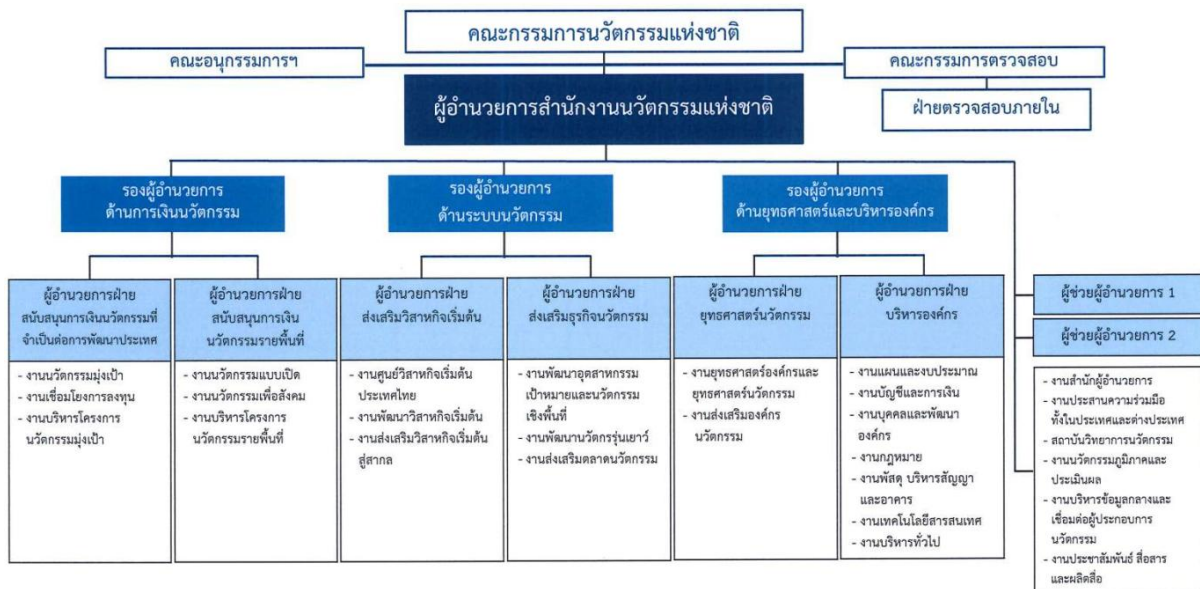 คณะกรรมการนวัตกรรมแห่งชาติ
คณะอนุกรรมการฯ
คณะกรรมการตรวจสอบ
ผู้อำนวยการสำนักงานนวัตกรรมแห่งชาติ
ฝ่ายตรวจสอบภายใน
รองผู้อำนวยการ
ด้านการเงินนวัตกรรม
รองผู้อำนวยการ
ด้านระบบนวัตกรรม
รองผู้อำนวยการ
ด้านยุทธศาสตร์และบริหารองค์กร
ผู้อำนวยการฝ่าย
สนับสนุนการเงินนวัตกรรมที่
จำเป็นต่อการพัฒนาประเทศ
- งานนวัตกรรมมุ่งเป้า
- งานเชื่อมโยงการลงทุน
- งานบริหารโครงการ
นวัตกรรมมุ่งเป้า
ผู้อำนวยการฝ่าย
สนับสนุนการเงิน
นวัตกรรมรายพื้นที่
- งานนวัตกรรมแบบเปิด
- งานนวัตกรรมเพื่อสังคม
- งานบริหารโครงการ
นวัตกรรมรายพื้นที่
ผู้อำนวยการฝ่าย
ส่งเสริมวิสาหกิจเริ่มต้น
- งานศูนย์วิสาหกิจเริ่มต้น
ประเทศไทย
- งานพัฒนาวิสาหกิจเริ่มต้น
- งานส่งเสริมวิสาหกิจเริ่มต้น
สู่สากล
ผู้อำนวยการฝ่าย
ส่งเสริมธุรกิจนวัตกรรม
- งานพัฒนาอุตสาหกรรม
เป้าหมายและนวัตกรรม
เชิงพื้นที่
- งานพัฒนานวัตกรรุ่นเยาว์
- งานส่งเสริมตลาดนวัตกรรม
ผู้อำนวยการฝ่าย
ยุทธศาสตร์นวัตกรรม
- งานยุทธศาสตร์องค์กรและ
ยุทธศาสตร์นวัตกรรม
- งานส่งเสริมองค์กร
นวัตกรรม
ผู้อำนวยการฝ่าย
บริหารองค์กร
- งานแผนและงบประมาณ
- งานบัญชีและการเงิน
- งานบุคคลและพัฒนา
องค์กร
- งานกฎหมาย
- งานพัสดุ บริหารสัญญา
และอาคาร
- งานเทคโนโลยีสารสนเทศ
- งานบริหารทั่วไป
ผู้ช่วยผู้อำนวยการ 1
ผู้ช่วยผู้อำนวยการ 2
- งานสำนักผู้อำนวยการ
- งานประสานความร่วมมือ
ทั้งในประเทศและต่างประเทศ
- สถาบันวิทยาการนวัตกรรม
- งานนวัตกรรมภูมิภาคและ
ประเมินผล
- งานบริหารข้อมูลกลางและ
เชื่อมต่อผู้ประกอบการ
นวัตกรรม
- งานประชาสัมพันธ์ สื่อสาร
และผลิตสื่อ